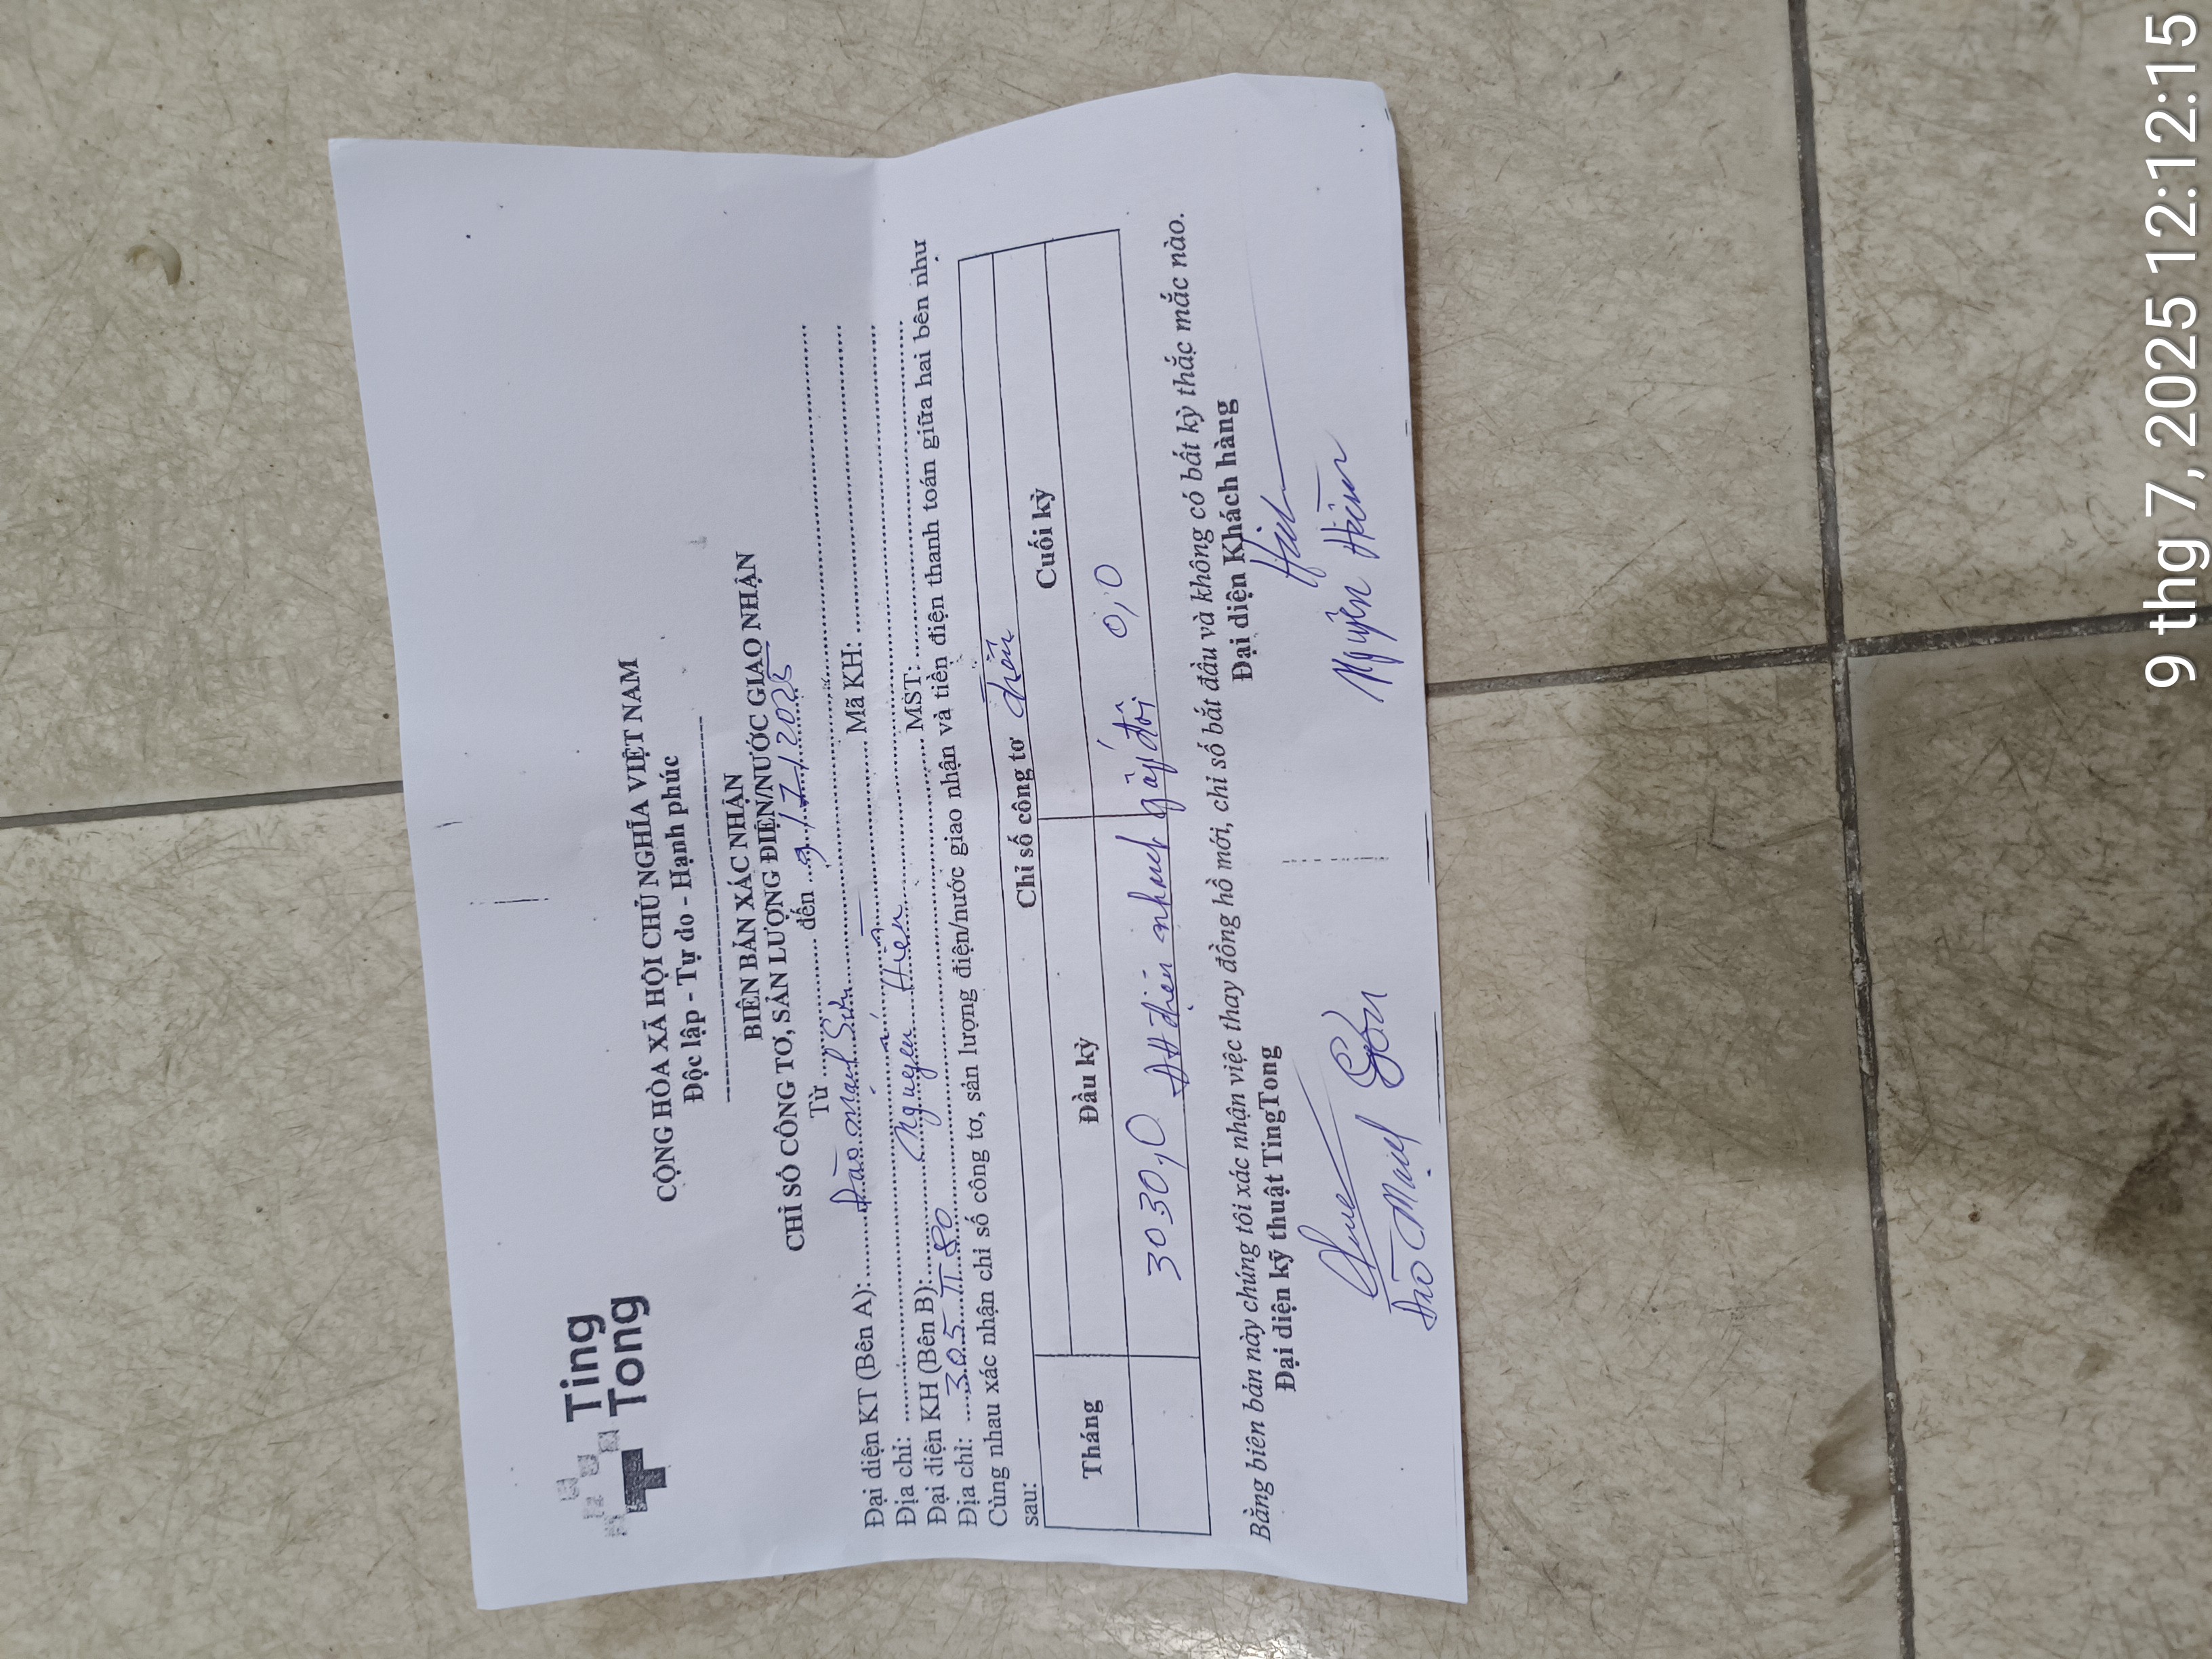 Ting
Tong
CỘNG HÒA XÃ HỘI CHỦ NGHĨA VIỆT NAM
Độc lập - Tự do - Hạnh phúc
BIÊN BẢN XÁC NHẬN
CHỈ SỐ CÔNG TƠ, SẢN LƯỢNG ĐIỆN/NƯỚC GIAO NHẬN
Từ ........................ đến ..9./.7./.2025
Đại diện KT (Bên A): Đào Mạnh Sơn
Địa chỉ: ........................ Mã KH: ........................
Đại diện KH (Bên B): Nguyễn Hiền
Địa chỉ: 305 π 80 ........................ MST: ........................
Cùng nhau xác nhận chỉ số công tơ, sản lượng điện/nước giao nhận và tiền điện thanh toán giữa hai bên như
sau:
Tháng Chỉ số công tơ điện
Đầu kỳ Cuối kỳ
3030,0 0,0
ĐH điện nhanh gấp đôi
Bằng biên bản này chúng tôi xác nhận việc thay đồng hồ mới, chỉ số bắt đầu và không có bất kỳ thắc mắc nào.
Đại diện kỹ thuật TingTong Đại diện Khách hàng
Đào Mạnh Sơn Nguyễn Hiền
9 thg 7, 2025 12:12:15